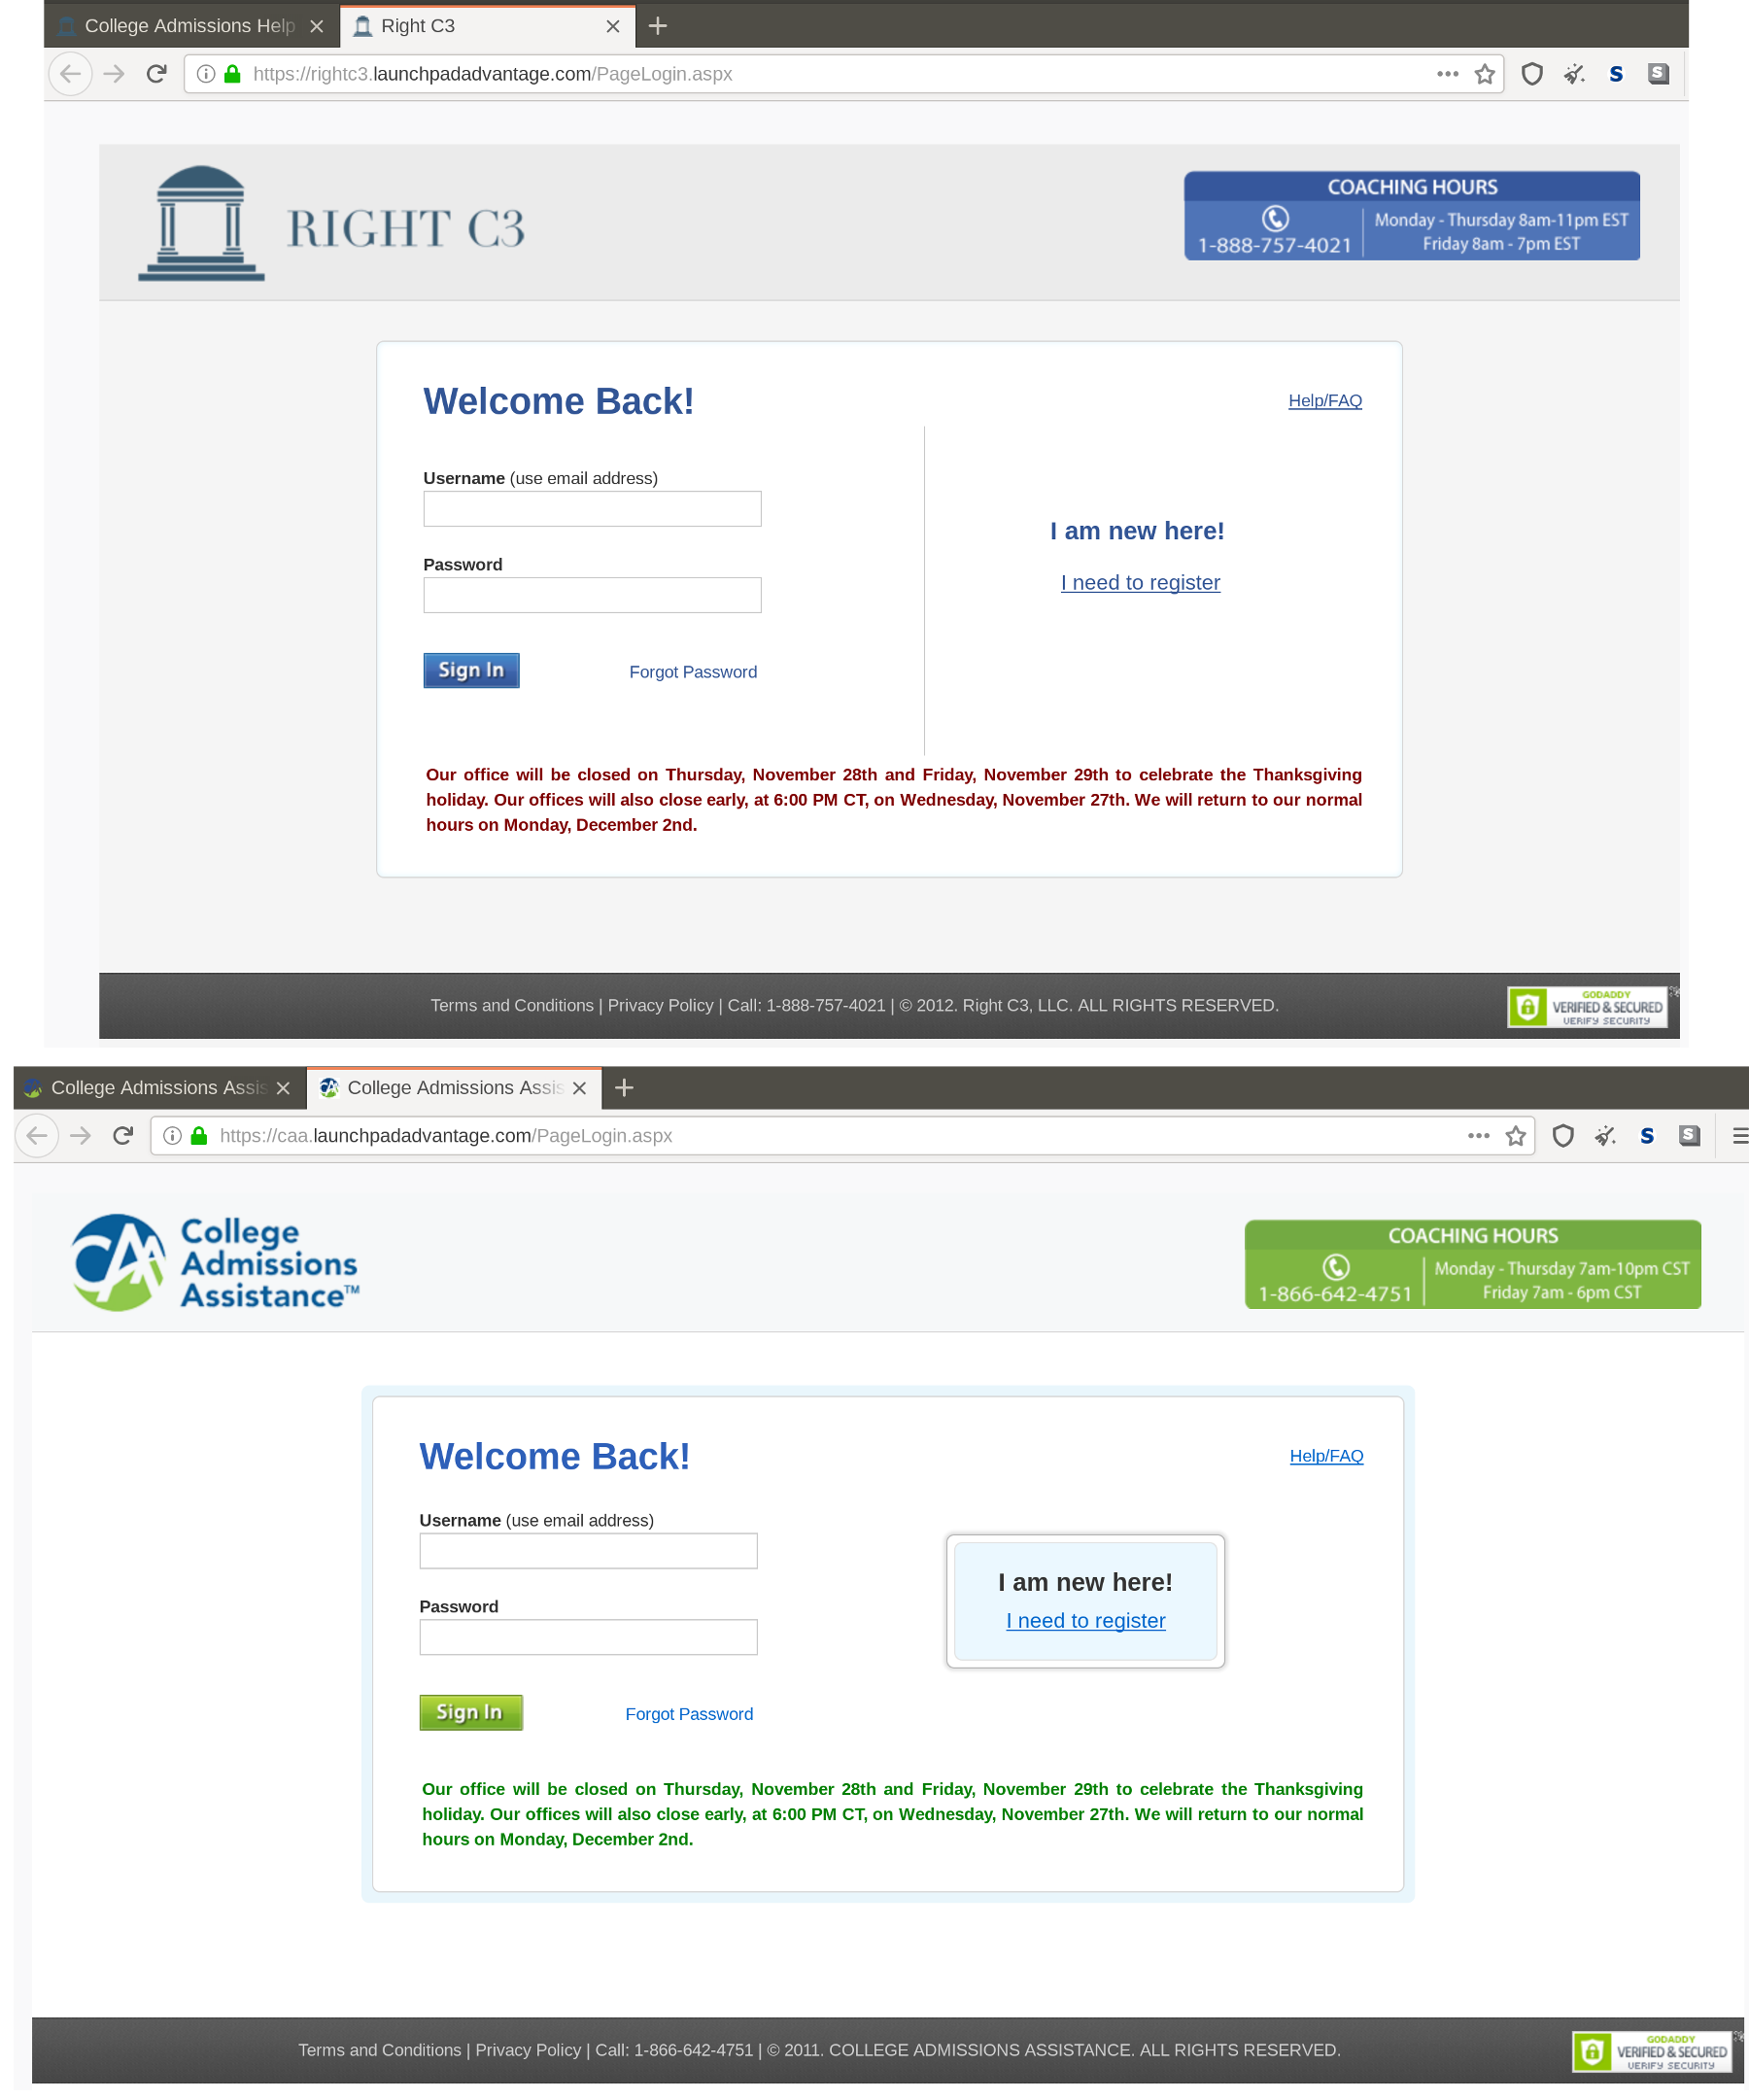 College Admissions Help
Right C3
https://rightc3.launchpadadvantage.com/PageLogin.aspx
S
S
RIGHT C3
COACHING HOURS
1-888-757-4021
Monday - Thursday 8am-11pm EST
Friday 8am - 7pm EST
Welcome Back!
Help/FAQ
Username (use email address)
I am new here!
Password
I need to register
Sign In
Forgot Password
Our office will be closed on Thursday, November 28th and Friday, November 29th to celebrate the Thanksgiving
holiday. Our offices will also close early, at 6:00 PM CT, on Wednesday, November 27th. We will return to our normal
hours on Monday, December 2nd.
Terms and Conditions | Privacy Policy | Call: 1-888-757-4021 | © 2012. Right C3, LLC. ALL RIGHTS RESERVED.
GODADDY
VERIFIED & SECURED
VERIFY SECURITY
College Admissions Assis
College Admissions Assis
https://caa.launchpadadvantage.com/PageLogin.aspx
S
S
CAA
College
Admissions
Assistance™
COACHING HOURS
1-866-642-4751
Monday - Thursday 7am-10pm CST
Friday 7am - 6pm CST
Welcome Back!
Help/FAQ
Username (use email address)
I am new here!
Password
I need to register
Sign In
Forgot Password
Our office will be closed on Thursday, November 28th and Friday, November 29th to celebrate the Thanksgiving
holiday. Our offices will also close early, at 6:00 PM CT, on Wednesday, November 27th. We will return to our normal
hours on Monday, December 2nd.
Terms and Conditions | Privacy Policy | Call: 1-866-642-4751 | © 2011. COLLEGE ADMISSIONS ASSISTANCE. ALL RIGHTS RESERVED.
GODADDY
VERIFIED & SECURED
VERIFY SECURITY